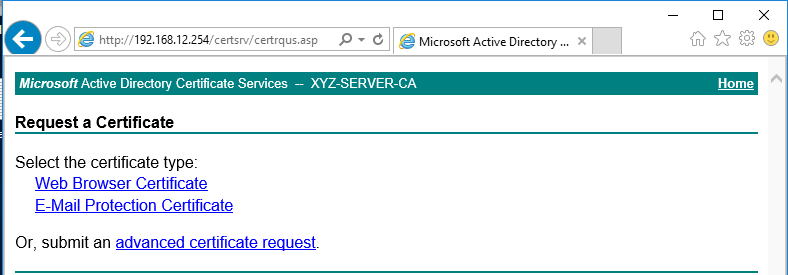 http://192.168.12.254/certsrv/certrqus.asp
Microsoft Active Directory ...
Microsoft Active Directory Certificate Services -- XYZ-SERVER-CA
Home
Request a Certificate
Select the certificate type:
Web Browser Certificate
E-Mail Protection Certificate
Or, submit an advanced certificate request.